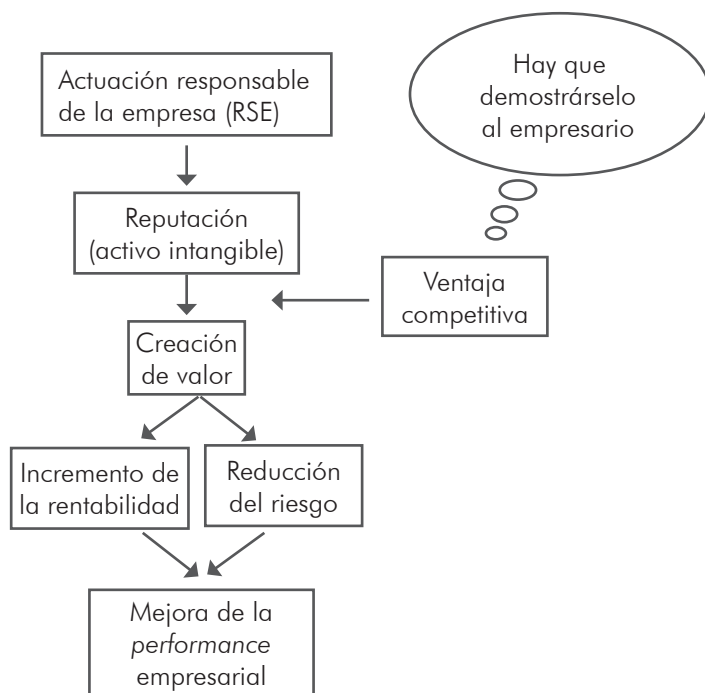 Actuación responsable
de la empresa (RSE)
Hay que
demostrárselo
al empresario
Reputación
(activo intangible)
Ventaja
competitiva
Creación
de valor
Incremento de
la rentabilidad
Reducción
del riesgo
Mejora de la
performance
empresarial